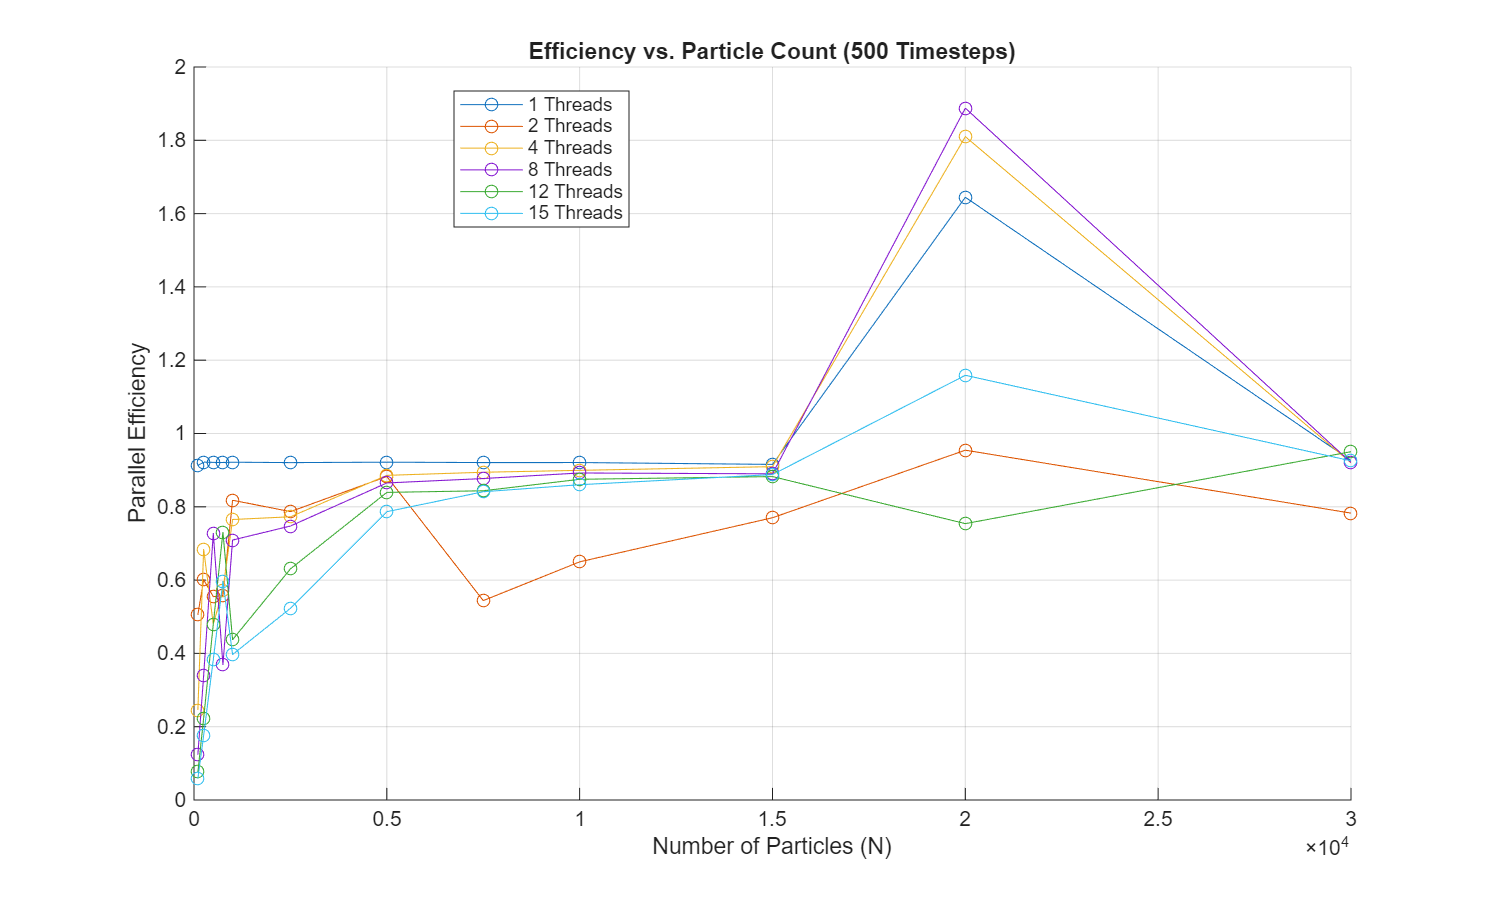 Efficiency vs. Particle Count (500 Timesteps)
2
1.8
1.6
1.4
1.2
1
0.8
0.6
0.4
0.2
0
Parallel Efficiency
1 Threads
2 Threads
4 Threads
8 Threads
12 Threads
15 Threads
0 0.5 1 1.5 2 2.5 3
Number of Particles (N)
×10⁴